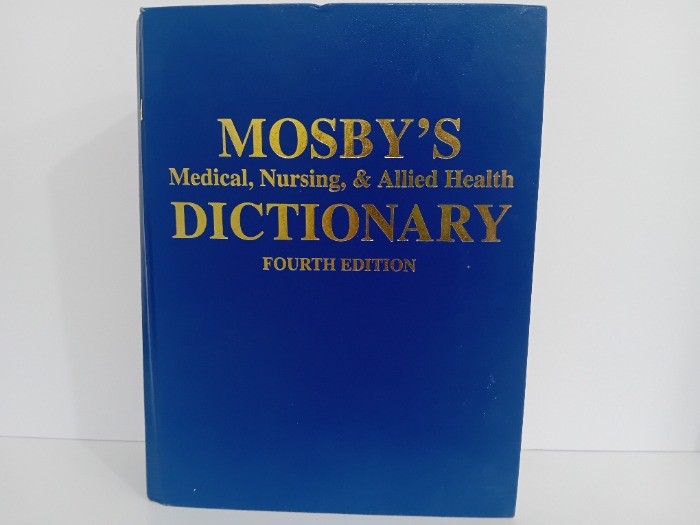 MOSBY'S
Medical, Nursing, & Allied Health
DICTIONARY
FOURTH EDITION